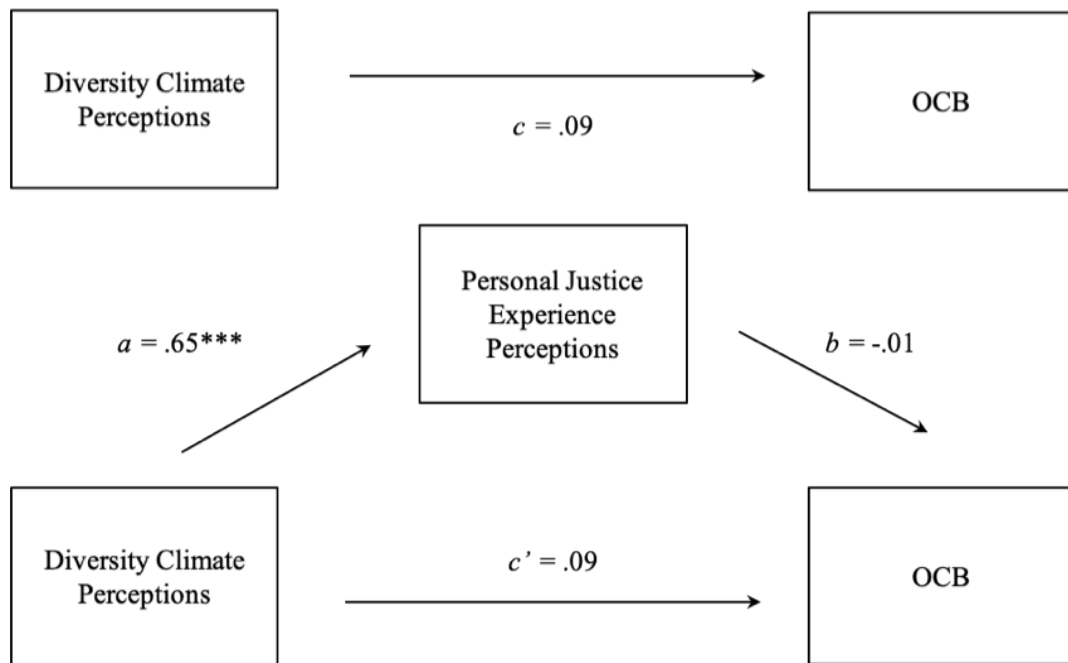 Diversity Climate
Perceptions
c = .09
OCB
Personal Justice
Experience
Perceptions
a = .65***
b = -.01
Diversity Climate
Perceptions
c’ = .09
OCB